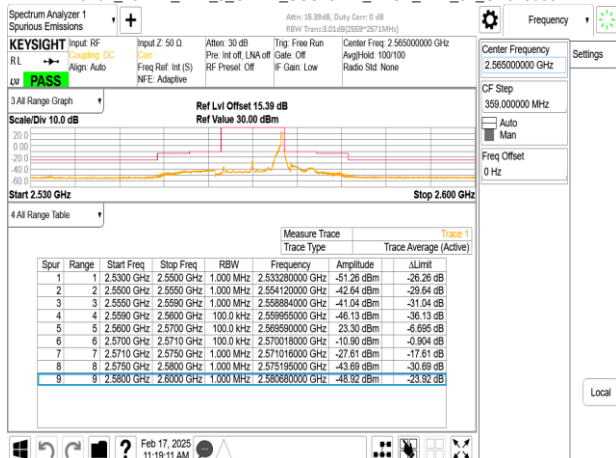 Spectrum Analyzer 1
Spurious Emissions
Attn: 15.39dB, Duty Corr: 0 dB
RBW Trans:3.01dB(2559~2571MHz)
Frequency
KEYSIGHT
RL
PASS
Input: RF
Coupling: DC
Align: Auto
Input Z: 50 Ω
Corr
Freq Ref: Int (S)
NFE: Adaptive
Atten: 30 dB
Pre: Int off, LNA off
RF Preset: Off
Trig: Free Run
Gate: Off
IF Gain: Low
Center Freq: 2.565000000 GHz
Avg|Hold: 100/100
Radio Std: None
Center Frequency
2.565000000 GHz
Settings
CF Step
359.000000 MHz
Auto
Man
Freq Offset
0 Hz
3 All Range Graph
Scale/Div 10.0 dB
Ref Lvl Offset 15.39 dB
Ref Value 30.00 dBm
20.0
0.00
-20.0
-40.0
-60.0
Start 2.530 GHz
Stop 2.600 GHz
4 All Range Table
Measure Trace Trace 1
Trace Type Trace Average (Active)
Spur Range Start Freq Stop Freq RBW Frequency Amplitude ΔLimit
1 1 2.5300 GHz 2.5500 GHz 1.000 MHz 2.533280000 GHz -51.26 dBm -26.26 dB
2 2 2.5500 GHz 2.5550 GHz 1.000 MHz 2.554120000 GHz -42.64 dBm -29.64 dB
3 3 2.5550 GHz 2.5590 GHz 1.000 MHz 2.558884000 GHz -41.04 dBm -31.04 dB
4 4 2.5590 GHz 2.5600 GHz 100.0 kHz 2.559955000 GHz -46.13 dBm -36.13 dB
5 5 2.5600 GHz 2.5700 GHz 100.0 kHz 2.569590000 GHz 23.30 dBm -6.695 dB
6 6 2.5700 GHz 2.5710 GHz 100.0 kHz 2.570018000 GHz -10.90 dBm -0.904 dB
7 7 2.5710 GHz 2.5750 GHz 1.000 MHz 2.571016000 GHz -27.61 dBm -17.61 dB
8 8 2.5750 GHz 2.5800 GHz 1.000 MHz 2.575195000 GHz -43.69 dBm -30.69 dB
9 9 2.5800 GHz 2.6000 GHz 1.000 MHz 2.580680000 GHz -48.92 dBm -23.92 dB
Local
Feb 17, 2025
11:19:11 AM